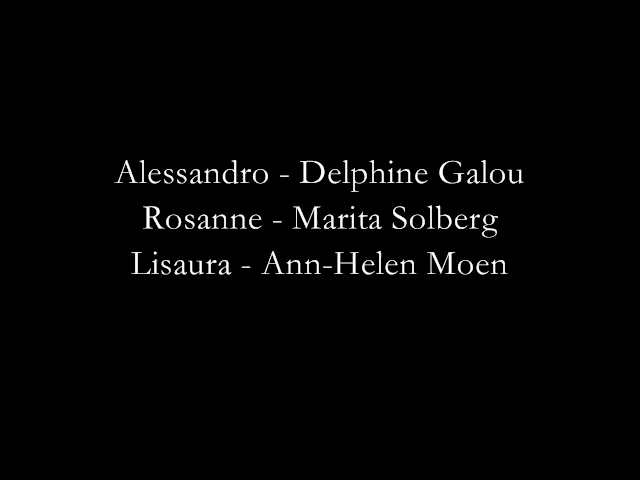 Alessandro - Delphine Galou
Rosanne - Marita Solberg
Lisaura - Ann-Helen Moen